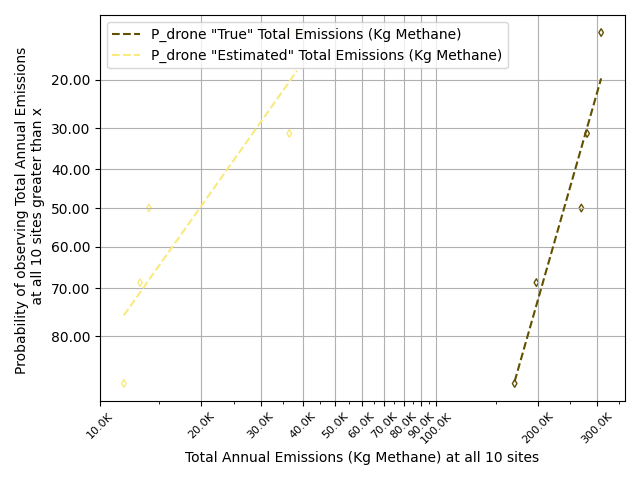 P_drone "True" Total Emissions (Kg Methane)
P_drone "Estimated" Total Emissions (Kg Methane)
Probability of observing Total Annual Emissions
at all 10 sites greater than x
20.00
30.00
40.00
50.00
60.00
70.00
80.00
10.0K
20.0K
30.0K
40.0K
50.0K
60.0K
70.0K
80.0K
90.0K
100.0K
200.0K
300.0K
Total Annual Emissions (Kg Methane) at all 10 sites